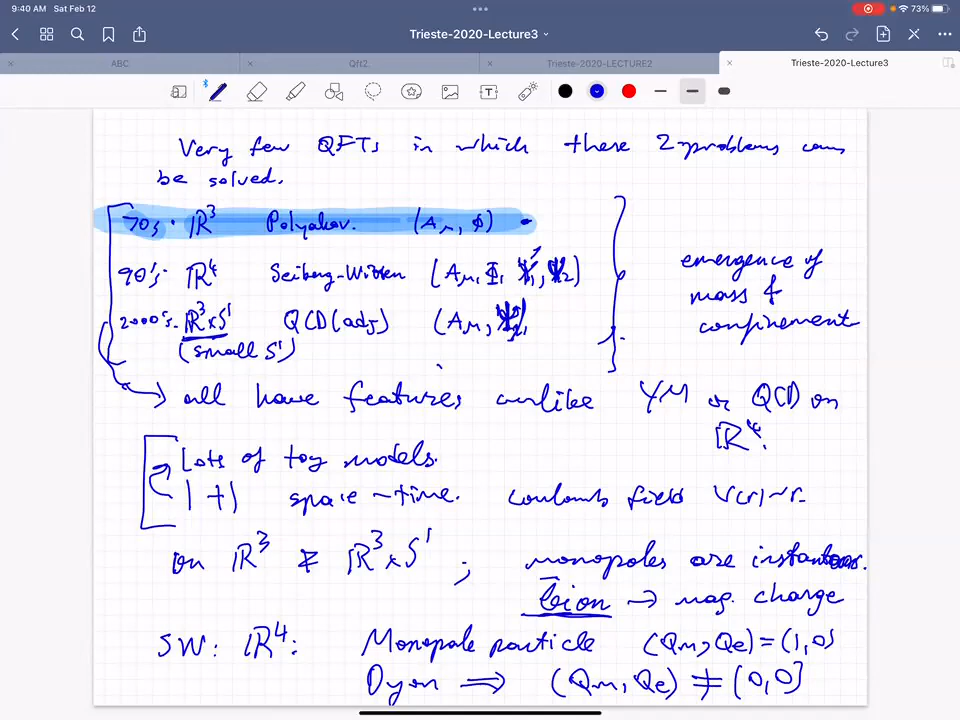 9:40 AM Sat Feb 12
73%
Trieste-2020-Lecture3
ABC
Qft2
Trieste-2020-LECTURE2
Trieste-2020-Lecture3
Very few QFTs in which these 2 problems can
be solved.
70s. ℝ³ Polyakov. (Aμ, Φ)
90's. ℝ⁴ Seiberg-Witten (Aμ, Φ, Ψ₁, Ψ₂)
2000's. ℝ³×S¹ QCD(adj) (Aμ,
(small S¹)
emergence of
mass &
confinement
→ all have features unlike YM or QCD on
ℝ⁴.
Lots of toy models.
1+1 space-time. coulomb field V(r)~r.
on ℝ³ & ℝ³×S¹ ; monopoles are instantons.
Bion → mag. charge
SW: ℝ⁴: Monopole particle (Qm, Qe) = (1,0)
Dyon ⟹ (Qm, Qe) ≠ (0,0)